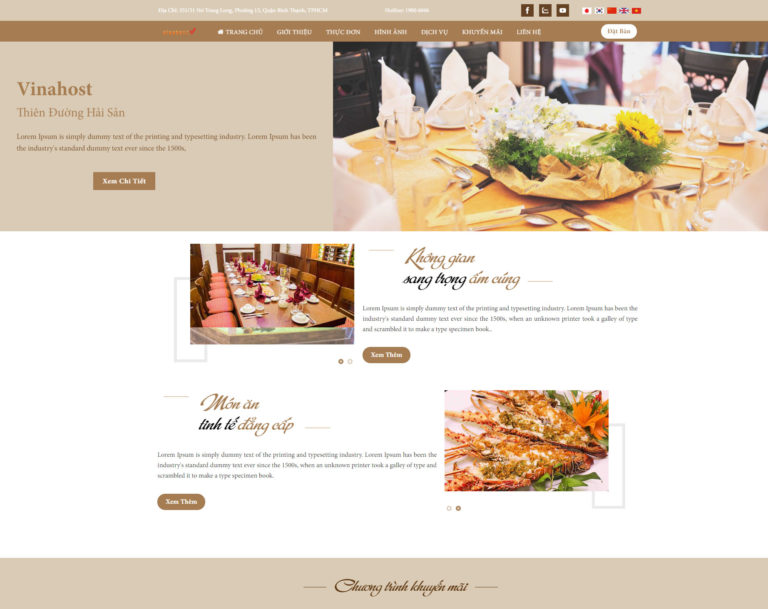 Địa Chỉ: 351/31 Nơ Trang Long, Phường 13, Quận Bình Thạnh, TPHCM
Hotline: 1900 6046
vinahost
TRANG CHỦ GIỚI THIỆU THỰC ĐƠN HÌNH ẢNH DỊCH VỤ KHUYẾN MÃI LIÊN HỆ
Đặt Bàn
Vinahost
Thiên Đường Hải Sản
Lorem Ipsum is simply dummy text of the printing and typesetting industry. Lorem Ipsum has been
the industry's standard dummy text ever since the 1500s,
Xem Chi Tiết
Không gian
sang trọng ấm cúng
Lorem Ipsum is simply dummy text of the printing and typesetting industry. Lorem Ipsum has been the
industry's standard dummy text ever since the 1500s, when an unknown printer took a galley of type
and scrambled it to make a type specimen book..
Xem Thêm
Món ăn
tinh tế đẳng cấp
Lorem Ipsum is simply dummy text of the printing and typesetting industry. Lorem Ipsum has been the
industry's standard dummy text ever since the 1500s, when an unknown printer took a galley of type and
scrambled it to make a type specimen book.
Xem Thêm
Chương trình khuyến mãi